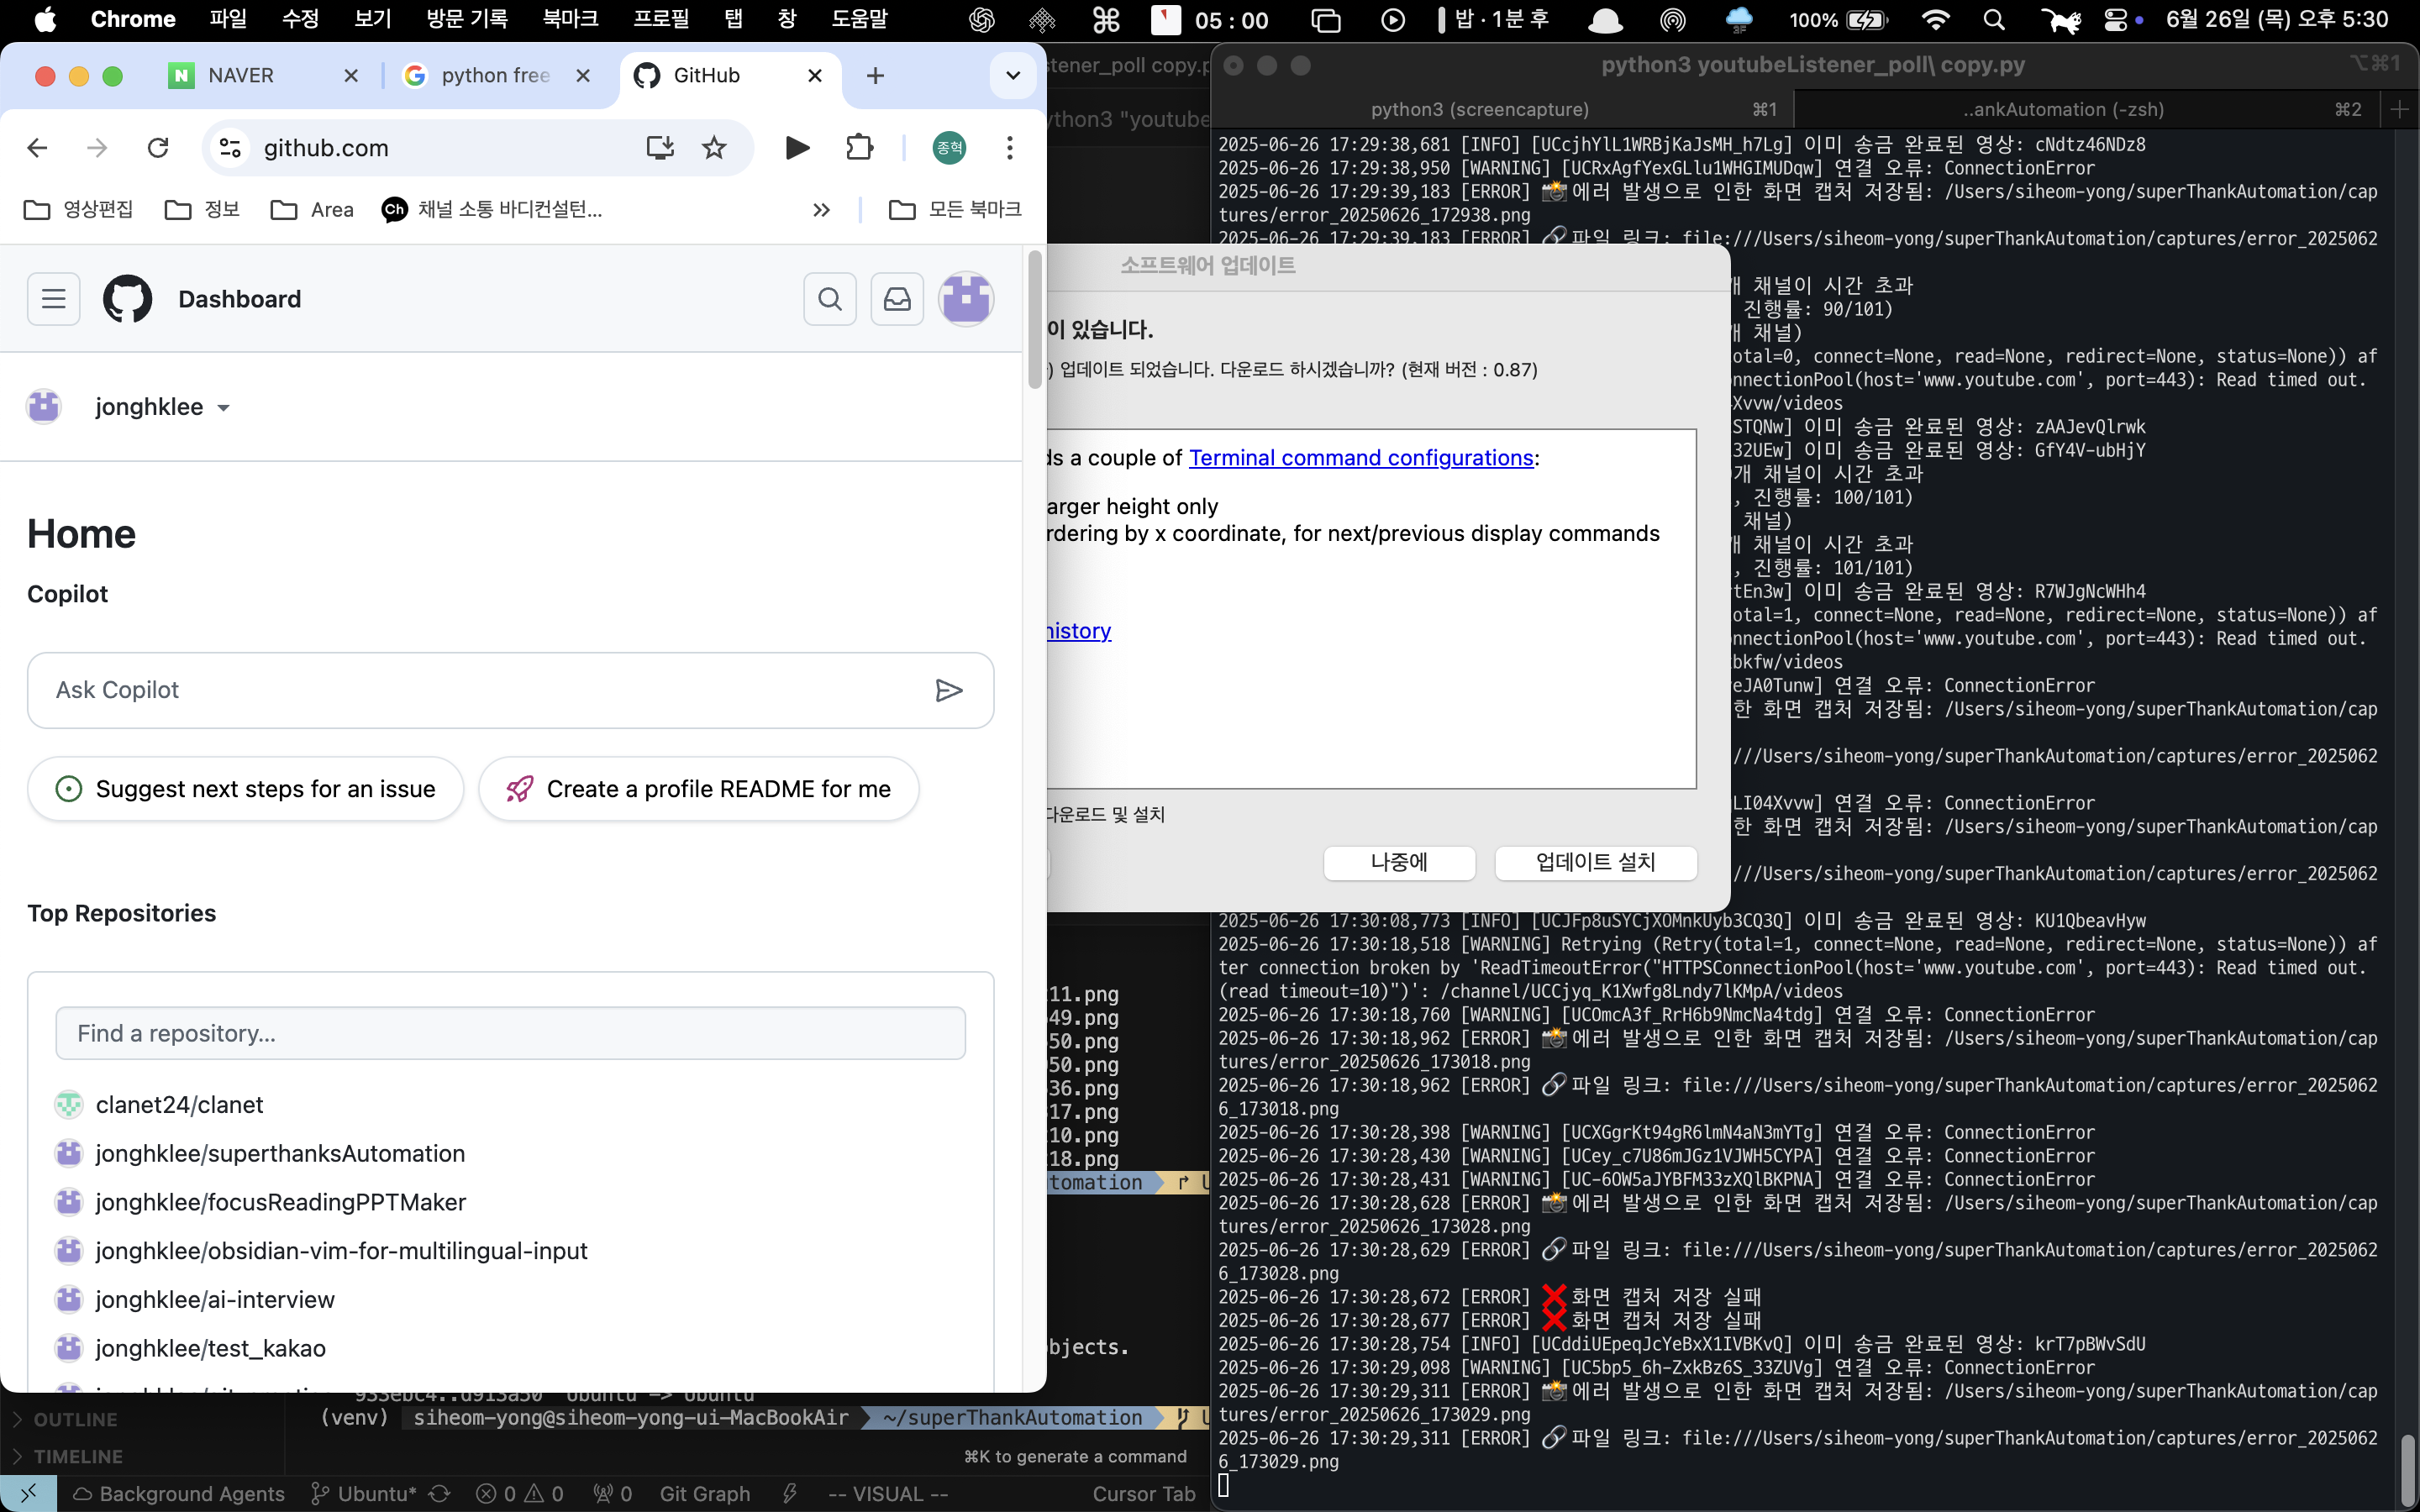 Chrome 파일 수정 보기 방문 기록 북마크 프로필 탭 창 도움말 05 : 00 밥 · 1분 후 100% 6월 26일 (목) 오후 5:30
NAVER
python free
GitHub
github.com
종혁
영상편집
정보
Area
채널 소통 바디컨설턴...
모든 북마크
Dashboard
jonghklee
Home
Copilot
Ask Copilot
Suggest next steps for an issue
Create a profile README for me
Top Repositories
Find a repository...
clanet24/clanet
jonghklee/superthanksAutomation
jonghklee/focusReadingPPTMaker
jonghklee/obsidian-vim-for-multilingual-input
jonghklee/ai-interview
jonghklee/test_kakao
stener_poll copy.p
ython3 "youtube
소프트웨어 업데이트
이 있습니다.
) 업데이트 되었습니다. 다운로드 하시겠습니까? (현재 버전 : 0.87)
ds a couple of Terminal command configurations:
arger height only
rdering by x coordinate, for next/previous display commands
history
다운로드 및 설치
나중에
업데이트 설치
11.png
49.png
50.png
50.png
36.png
17.png
10.png
18.png
tomation
bjects.
(venv) siheom-yong@siheom-yong-ui-MacBookAir ~/superThankAutomation
⌘K to generate a command
OUTLINE
TIMELINE
Background Agents Ubuntu* 0 0 0 Git Graph -- VISUAL -- Cursor Tab
python3 youtubeListener_poll\ copy.py
⌥⌘1
python3 (screencapture) ⌘1
..ankAutomation (-zsh) ⌘2
2025-06-26 17:29:38,681 [INFO] [UCcjhYlL1WRBjKaJsMH_h7Lg] 이미 송금 완료된 영상: cNdtz46NDz8
2025-06-26 17:29:38,950 [WARNING] [UCRxAgfYexGLlu1WHGIMUDqw] 연결 오류: ConnectionError
2025-06-26 17:29:39,183 [ERROR] 📸에러 발생으로 인한 화면 캡처 저장됨: /Users/siheom-yong/superThankAutomation/cap
tures/error_20250626_172938.png
2025-06-26 17:29:39,183 [ERROR] 🔗파일 링크: file:///Users/siheom-yong/superThankAutomation/captures/error_2025062
개 채널이 시간 초과
진행률: 90/101)
개 채널)
otal=0, connect=None, read=None, redirect=None, status=None)) af
nnectionPool(host='www.youtube.com', port=443): Read timed out.
Xvvw/videos
STQNw] 이미 송금 완료된 영상: zAAJevQlrwk
32UEw] 이미 송금 완료된 영상: GfY4V-ubHjY
개 채널이 시간 초과
, 진행률: 100/101)
채널)
개 채널이 시간 초과
, 진행률: 101/101)
tEn3w] 이미 송금 완료된 영상: R7WJgNcWHh4
otal=1, connect=None, read=None, redirect=None, status=None)) af
nnectionPool(host='www.youtube.com', port=443): Read timed out.
bkfw/videos
eJA0Tunw] 연결 오류: ConnectionError
한 화면 캡처 저장됨: /Users/siheom-yong/superThankAutomation/cap
///Users/siheom-yong/superThankAutomation/captures/error_2025062
LI04Xvvw] 연결 오류: ConnectionError
한 화면 캡처 저장됨: /Users/siheom-yong/superThankAutomation/cap
///Users/siheom-yong/superThankAutomation/captures/error_2025062
2025-06-26 17:30:08,773 [INFO] [UCJFp8uSYCjXOMnkUyb3CQ3Q] 이미 송금 완료된 영상: KU1QbeavHyw
2025-06-26 17:30:18,518 [WARNING] Retrying (Retry(total=1, connect=None, read=None, redirect=None, status=None)) af
ter connection broken by 'ReadTimeoutError("HTTPSConnectionPool(host='www.youtube.com', port=443): Read timed out.
(read timeout=10)")': /channel/UCCjyq_K1Xwfg8Lndy7lKMpA/videos
2025-06-26 17:30:18,760 [WARNING] [UCOmcA3f_RrH6b9NmcNa4tdg] 연결 오류: ConnectionError
2025-06-26 17:30:18,962 [ERROR] 📸에러 발생으로 인한 화면 캡처 저장됨: /Users/siheom-yong/superThankAutomation/cap
tures/error_20250626_173018.png
2025-06-26 17:30:18,962 [ERROR] 🔗파일 링크: file:///Users/siheom-yong/superThankAutomation/captures/error_2025062
6_173018.png
2025-06-26 17:30:28,398 [WARNING] [UCXGgrKt94gR6lmN4aN3mYTg] 연결 오류: ConnectionError
2025-06-26 17:30:28,430 [WARNING] [UCey_c7U86mJGz1VJWH5CYPA] 연결 오류: ConnectionError
2025-06-26 17:30:28,431 [WARNING] [UC-6OW5aJYBFM33zXQlBKPNA] 연결 오류: ConnectionError
2025-06-26 17:30:28,628 [ERROR] 📸에러 발생으로 인한 화면 캡처 저장됨: /Users/siheom-yong/superThankAutomation/cap
tures/error_20250626_173028.png
2025-06-26 17:30:28,629 [ERROR] 🔗파일 링크: file:///Users/siheom-yong/superThankAutomation/captures/error_2025062
6_173028.png
2025-06-26 17:30:28,672 [ERROR] ❌화면 캡처 저장 실패
2025-06-26 17:30:28,677 [ERROR] ❌화면 캡처 저장 실패
2025-06-26 17:30:28,754 [INFO] [UCddiUEpeqJcYeBxX1IVBKvQ] 이미 송금 완료된 영상: krT7pBWvSdU
2025-06-26 17:30:29,098 [WARNING] [UC5bp5_6h-ZxkBz6S_33ZUVg] 연결 오류: ConnectionError
2025-06-26 17:30:29,311 [ERROR] 📸에러 발생으로 인한 화면 캡처 저장됨: /Users/siheom-yong/superThankAutomation/cap
tures/error_20250626_173029.png
2025-06-26 17:30:29,311 [ERROR] 🔗파일 링크: file:///Users/siheom-yong/superThankAutomation/captures/error_2025062
6_173029.png